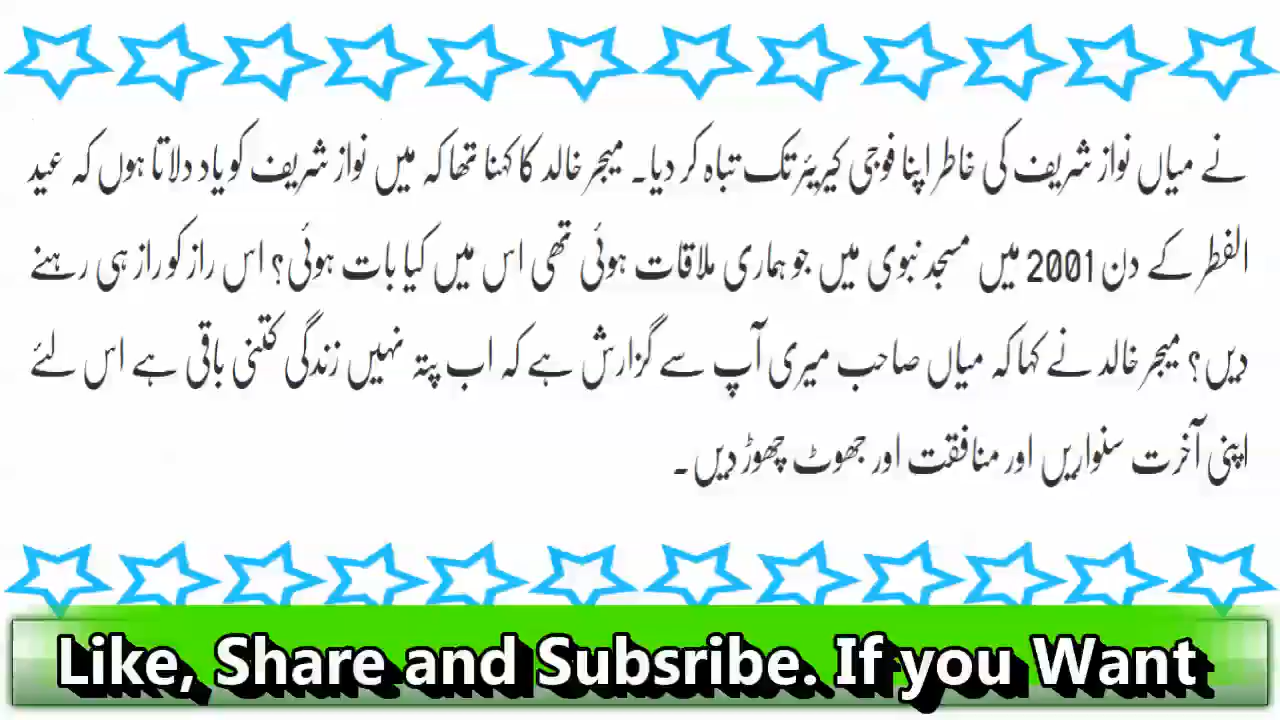 نے میاں نواز شریف کی خاطر اپنا فوجی کیریئر تک تباہ کر دیا۔ میجر خالد کا کہنا تھا کہ میں نواز شریف کو یاد دلاتا ہوں کہ عید
الفطر کے دن 2001 میں مسجد نبوی میں جو ہماری ملاقات ہوئی تھی اس میں کیا بات ہوئی؟ اس راز کو راز ہی رہنے
دیں؟ میجر خالد نے کہا کہ میاں صاحب میری آپ سے گزارش ہے کہ اب پتہ نہیں زندگی کتنی باقی ہے اس لئے
اپنی آخرت سنواریں اور منافقت اور جھوٹ چھوڑ دیں۔
Like, Share and Subsribe. If you Want